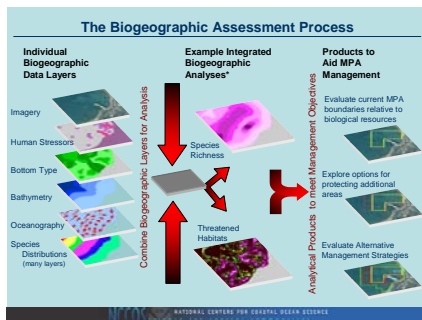 The Biogeographic Assessment Process
Individual
Biogeographic
Data Layers
Imagery
Human Stressors
Bottom Type
Bathymetry
Oceanography
Species
Distributions
(many layers)
Combine Biogeographic Layers for Analysis
Example Integrated
Biogeographic
Analyses*
Species
Richness
Threatened
Habitats
Analytical Products to meet Management Objectives
Products to
Aid MPA
Management
Evaluate current MPA
boundaries relative to
biological resources
Explore options for
protecting additional
areas
Evaluate Alternative
Management Strategies
NATIONAL CENTERS FOR COASTAL OCEAN SCIENCE